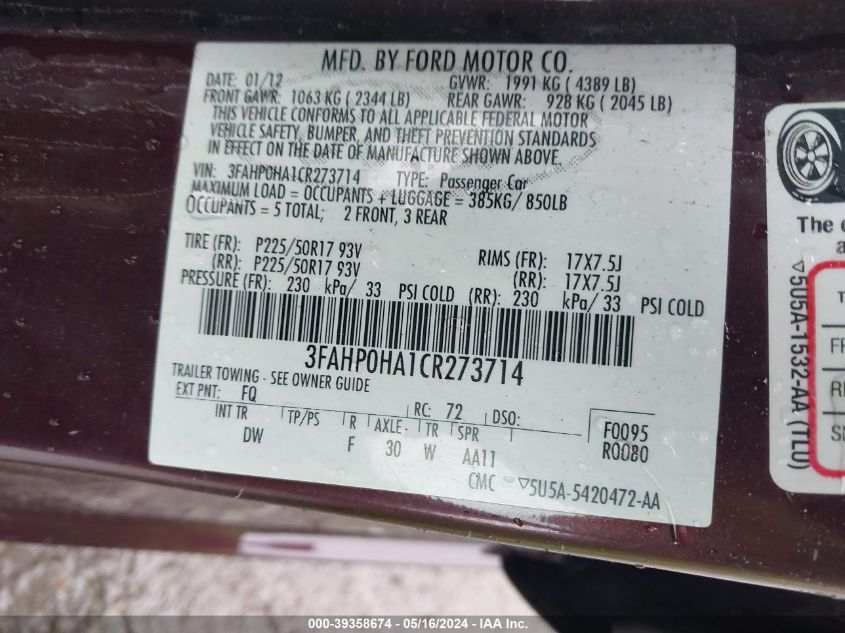 MFD. BY FORD MOTOR CO.
DATE: 01/12 GVWR: 1991 KG ( 4389 LB)
FRONT GAWR: 1063 KG ( 2344 LB) REAR GAWR: 928 KG ( 2045 LB)
THIS VEHICLE CONFORMS TO ALL APPLICABLE FEDERAL MOTOR
VEHICLE SAFETY, BUMPER, AND THEFT PREVENTION STANDARDS
IN EFFECT ON THE DATE OF MANUFACTURE SHOWN ABOVE.
VIN: 3FAHP0HA1CR273714 TYPE: Passenger Car
MAXIMUM LOAD = OCCUPANTS + LUGGAGE = 385KG/ 850LB
OCCUPANTS = 5 TOTAL; 2 FRONT, 3 REAR
TIRE (FR): P225/50R17 93V RIMS (FR): 17X7.5J
(RR): P225/50R17 93V (RR): 17X7.5J
PRESSURE (FR): 230 kPa/ 33 PSI COLD (RR): 230 kPa/ 33 PSI COLD
3FAHP0HA1CR273714
TRAILER TOWING - SEE OWNER GUIDE
EXT PNT: FQ RC: 72 DSO:
INT TR TP/PS R AXLE- TR SPR F0095
DW F 30 W AA11 R0080
CMC ▽5U5A-5420472-AA
The
▽5U5A-1532-AA (TLU)
000-39358674 - 05/16/2024 - IAA Inc.